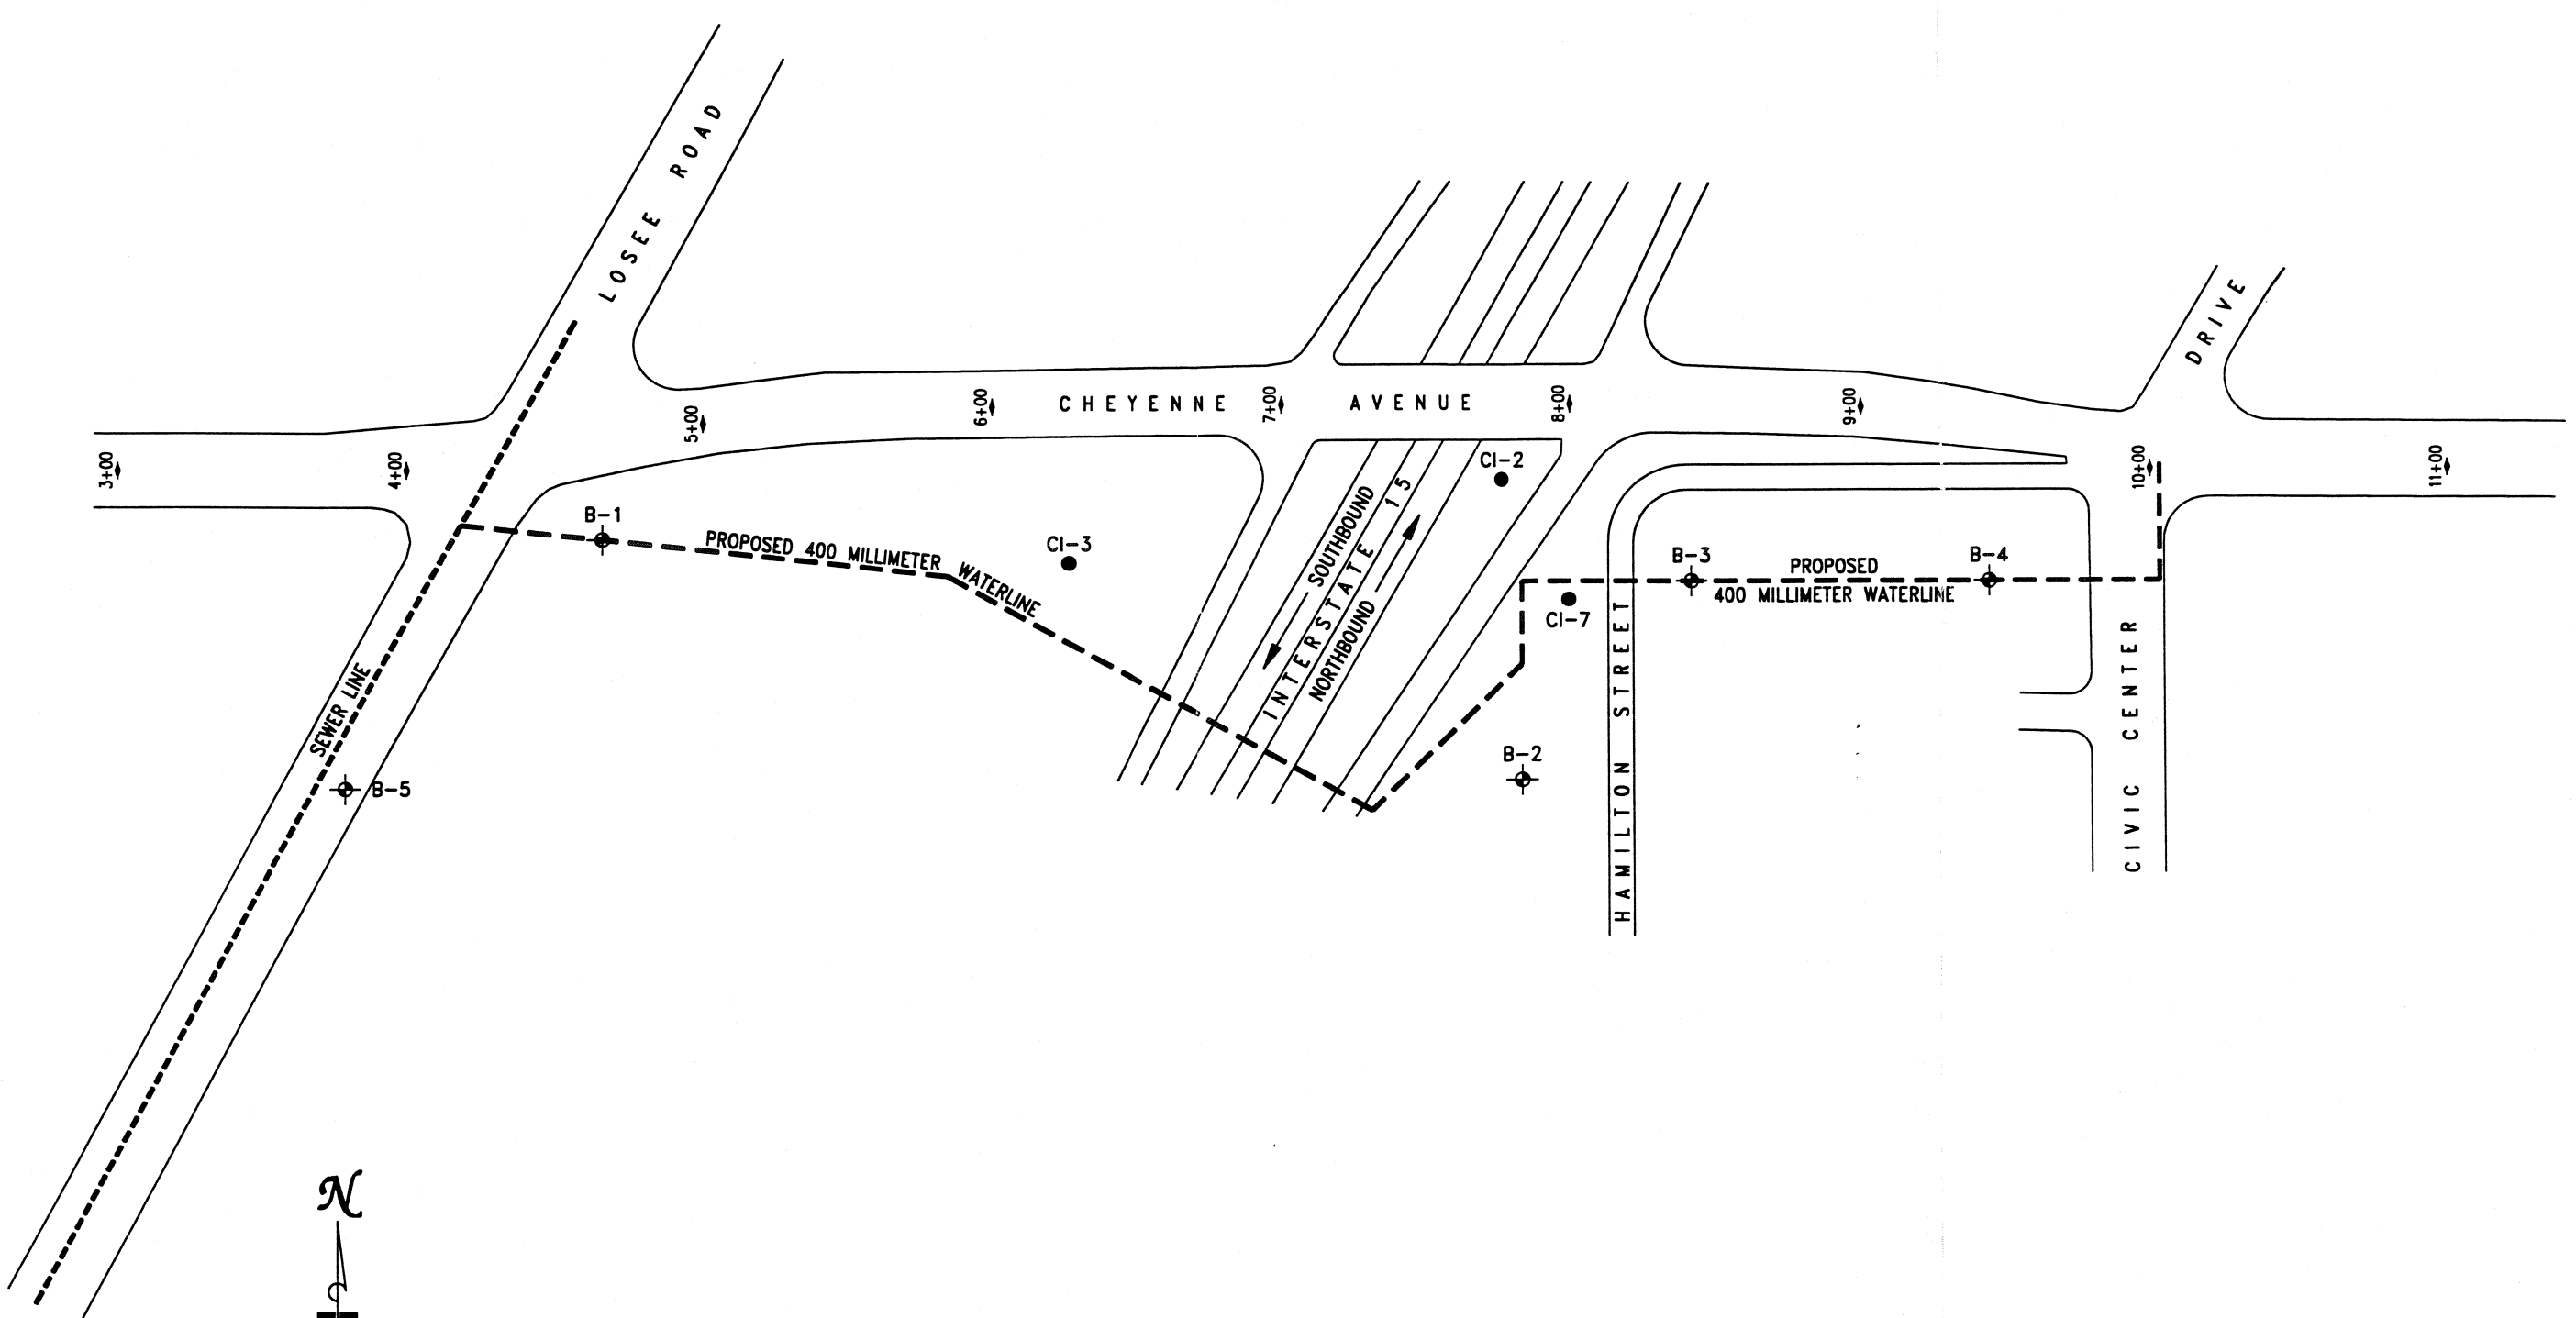 LOSEE ROAD
DRIVE
CHEYENNE AVENUE
3+00
4+00
5+00
6+00
7+00
8+00
9+00
10+00
11+00
CI-2
B-1
PROPOSED 400 MILLIMETER WATERLINE
CI-3
SOUTHBOUND
INTERSTATE 15
NORTHBOUND
CI-7
B-3
PROPOSED
400 MILLIMETER WATERLINE
B-4
SEWER LINE
B-5
B-2
HAMILTON STREET
CIVIC CENTER
N